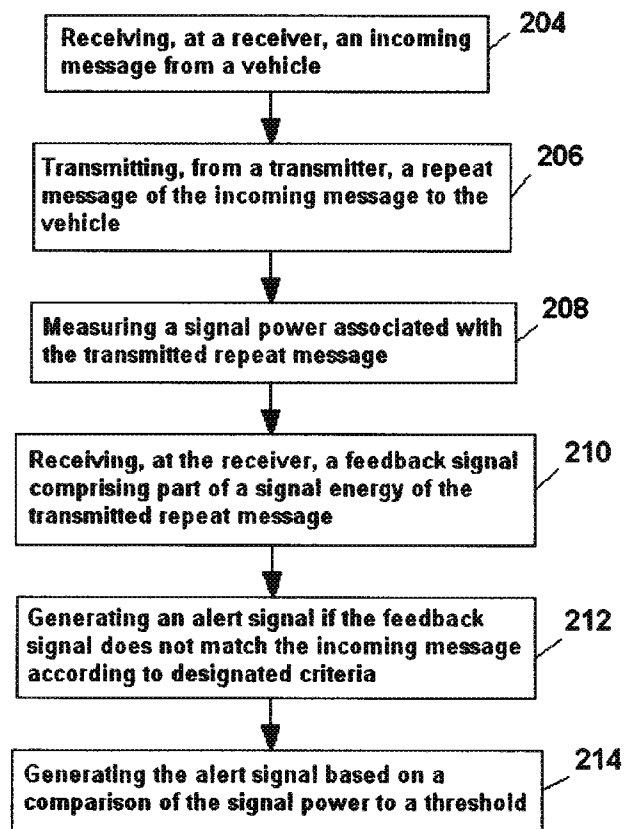 Receiving, at a receiver, an incoming
message from a vehicle
204
Transmitting, from a transmitter, a repeat
message of the incoming message to the
vehicle
206
Measuring a signal power associated with
the transmitted repeat message
208
Receiving, at the receiver, a feedback signal
comprising part of a signal energy of the
transmitted repeat message
210
Generating an alert signal if the feedback
signal does not match the incoming message
according to designated criteria
212
Generating the alert signal based on a
comparison of the signal power to a threshold
214